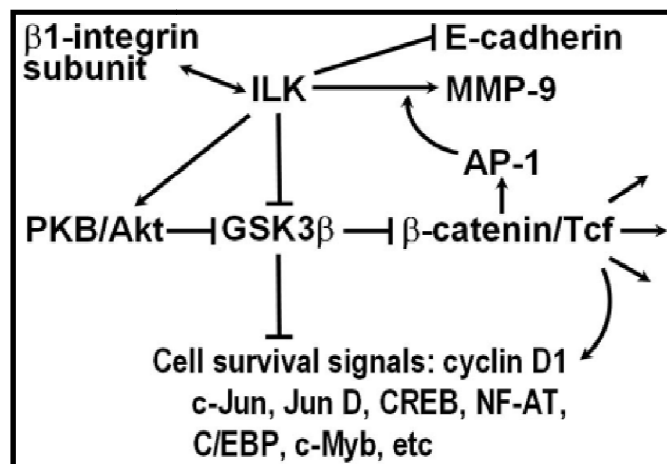 β1-integrin
subunit
E-cadherin
ILK
MMP-9
AP-1
PKB/Akt
GSK3β
β-catenin/Tcf
Cell survival signals: cyclin D1
c-Jun, Jun D, CREB, NF-AT,
C/EBP, c-Myb, etc